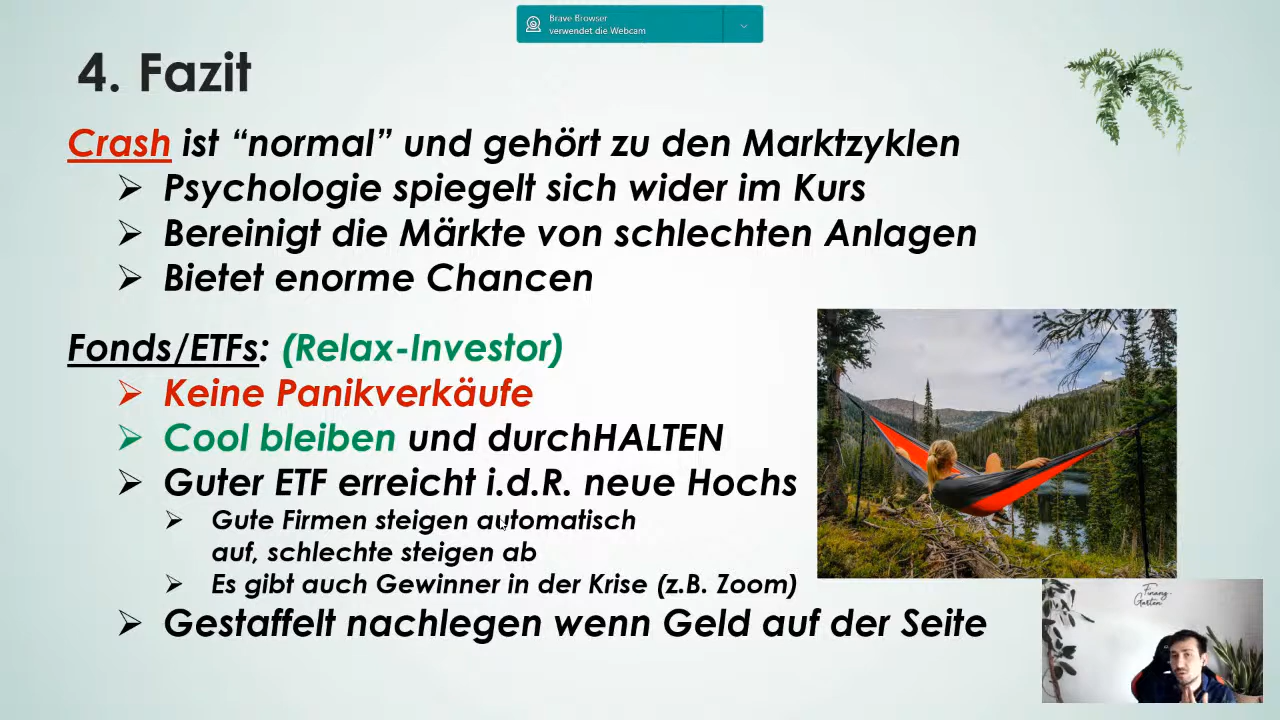 Brave Browser
verwendet die Webcam
4. Fazit
Crash ist “normal” und gehört zu den Marktzyklen
➢ Psychologie spiegelt sich wider im Kurs
➢ Bereinigt die Märkte von schlechten Anlagen
➢ Bietet enorme Chancen
Fonds/ETFs: (Relax-Investor)
➢ Keine Panikverkäufe
➢ Cool bleiben und durchHALTEN
➢ Guter ETF erreicht i.d.R. neue Hochs
➢ Gute Firmen steigen automatisch
auf, schlechte steigen ab
➢ Es gibt auch Gewinner in der Krise (z.B. Zoom)
➢ Gestaffelt nachlegen wenn Geld auf der Seite
Finanz
Garten